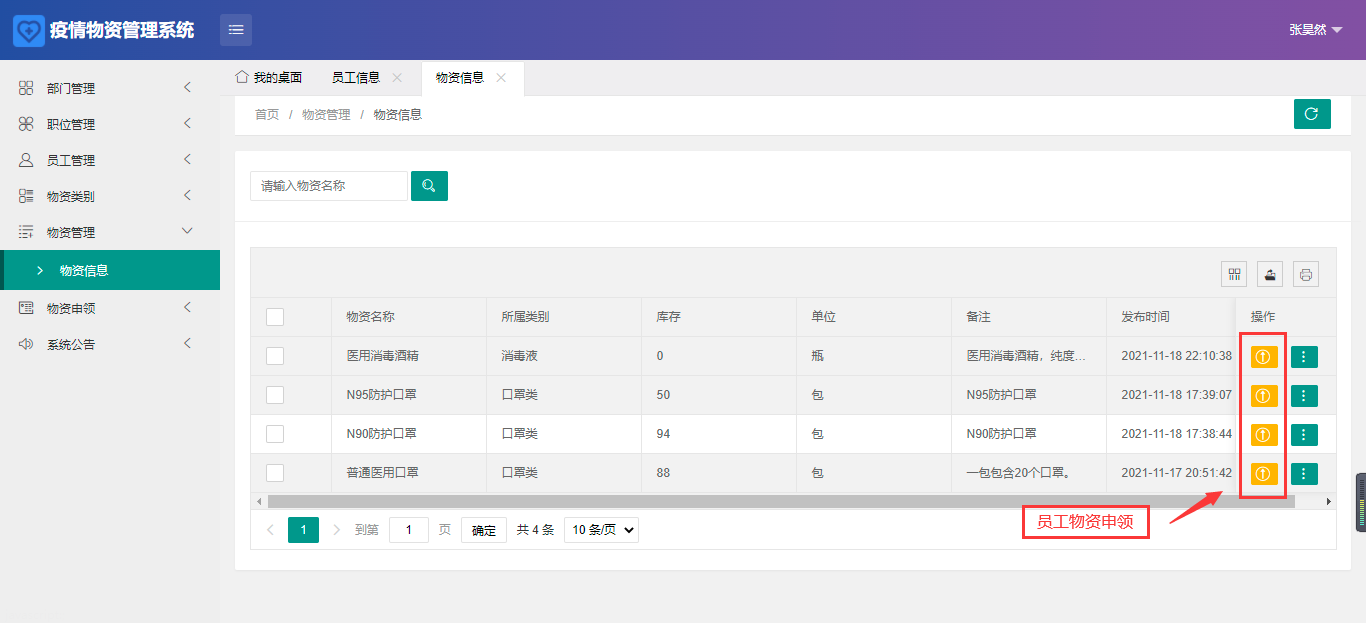 疫情物资管理系统
张昊然
部门管理
职位管理
员工管理
物资类别
物资管理
物资信息
物资申领
系统公告
我的桌面 员工信息 物资信息
首页 / 物资管理 / 物资信息
请输入物资名称
物资名称 所属类别 库存 单位 备注 发布时间 操作
医用消毒酒精 消毒液 0 瓶 医用消毒酒精，纯度... 2021-11-18 22:10:38
N95防护口罩 口罩类 50 包 N95防护口罩 2021-11-18 17:39:07
N90防护口罩 口罩类 94 包 N90防护口罩 2021-11-18 17:38:44
普通医用口罩 口罩类 88 包 一包包含20个口罩。 2021-11-17 20:51:42
1 到第 1 页 确定 共 4 条 10 条/页
员工物资申领